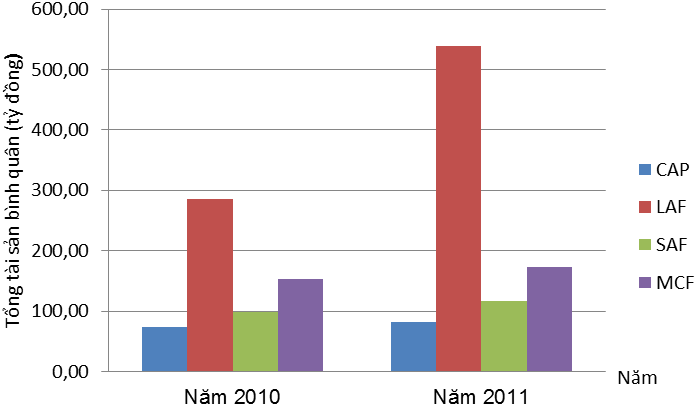 Tổng tài sản bình quân (tỷ đồng)
600,00
500,00
400,00
300,00
200,00
100,00
0,00
Năm 2010
Năm 2011
Năm
CAP
LAF
SAF
MCF